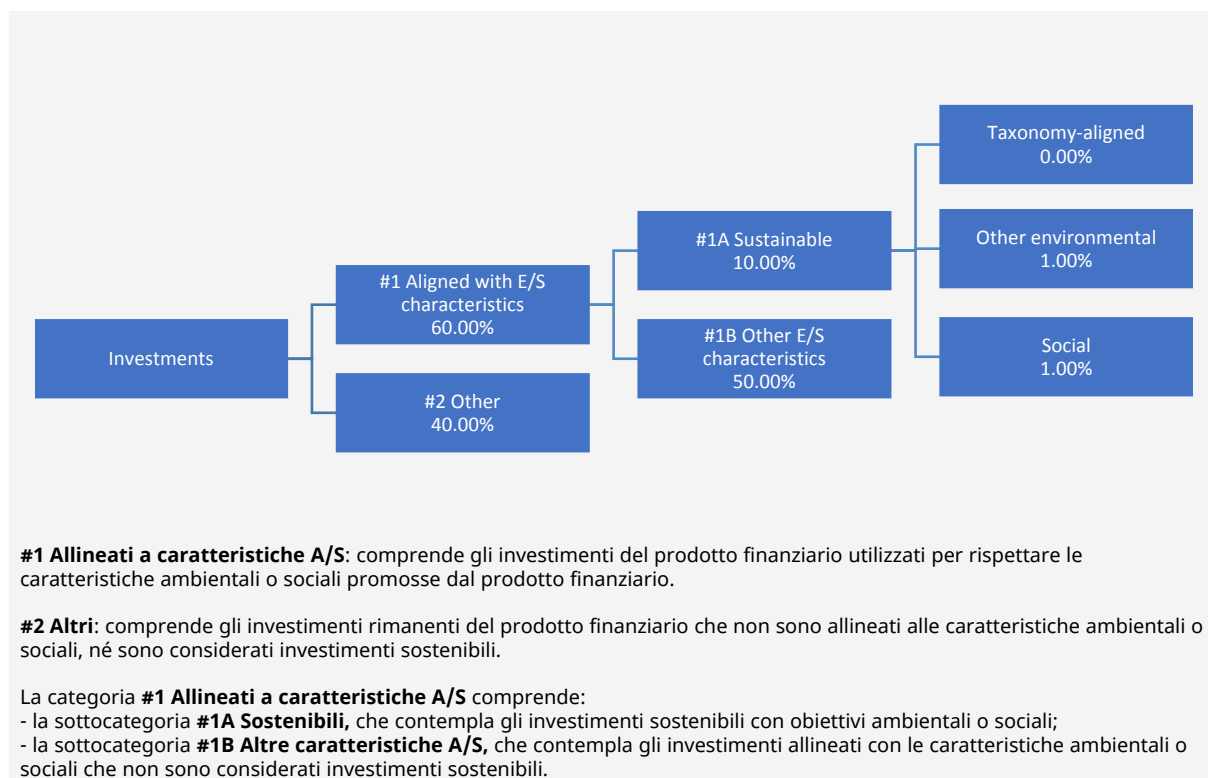 Investments
#1 Aligned with E/S
characteristics
60.00%
#2 Other
40.00%
#1A Sustainable
10.00%
#1B Other E/S
characteristics
50.00%
Taxonomy-aligned
0.00%
Other environmental
1.00%
Social
1.00%
#1 Allineati a caratteristiche A/S: comprende gli investimenti del prodotto finanziario utilizzati per rispettare le
caratteristiche ambientali o sociali promosse dal prodotto finanziario.
#2 Altri: comprende gli investimenti rimanenti del prodotto finanziario che non sono allineati alle caratteristiche ambientali o
sociali, né sono considerati investimenti sostenibili.
La categoria #1 Allineati a caratteristiche A/S comprende:
- la sottocategoria #1A Sostenibili, che contempla gli investimenti sostenibili con obiettivi ambientali o sociali;
- la sottocategoria #1B Altre caratteristiche A/S, che contempla gli investimenti allineati con le caratteristiche ambientali o
sociali che non sono considerati investimenti sostenibili.